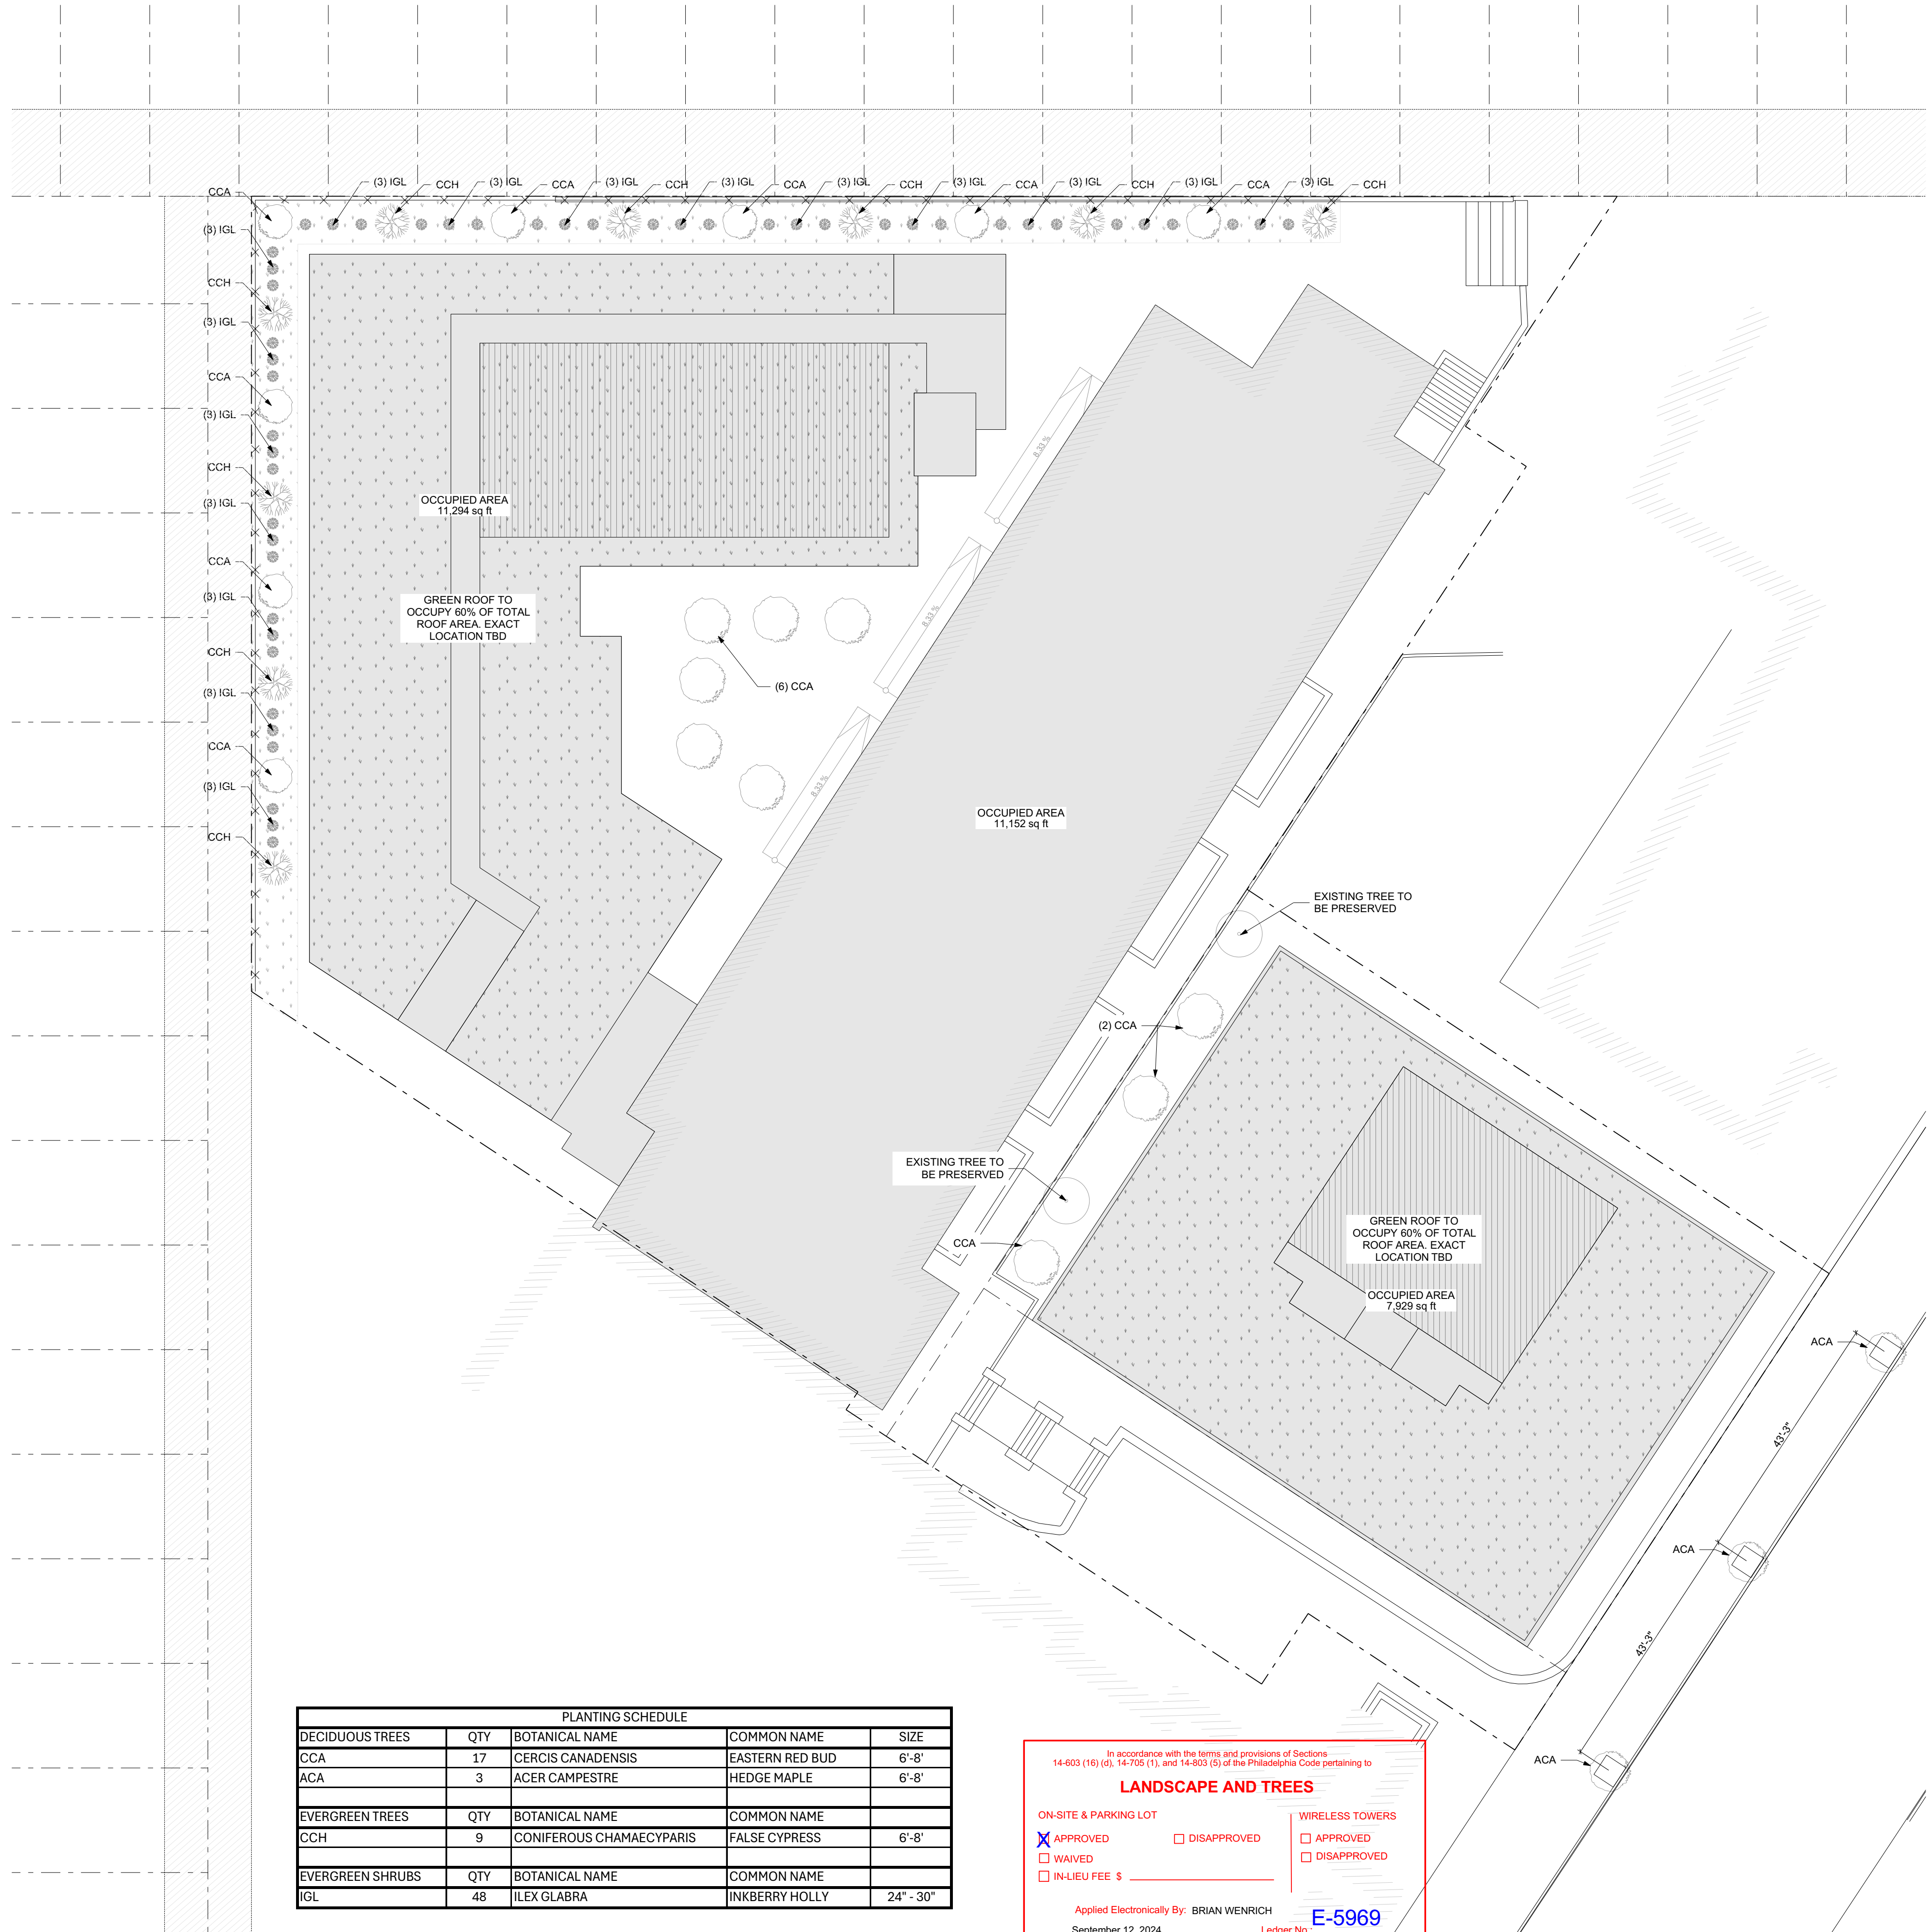 (3) IGL
CCH
(3) IGL
CCA
(3) IGL
CCH
(3) IGL
CCA
(3) IGL
CCH
(3) IGL
CCA
(3) IGL
CCH
(3) IGL
CCA
(3) IGL
CCH
CCA
(3) IGL
CCH
(3) IGL
CCA
(3) IGL
CCH
(3) IGL
CCA
(3) IGL
CCH
(3) IGL
CCA
(3) IGL
CCH
8.33 %
8.33 %
8.33 %
OCCUPIED AREA
11,294 sq ft
GREEN ROOF TO
OCCUPY 60% OF TOTAL
ROOF AREA. EXACT
LOCATION TBD
(6) CCA
OCCUPIED AREA
11,152 sq ft
EXISTING TREE TO
BE PRESERVED
(2) CCA
EXISTING TREE TO
BE PRESERVED
CCA
GREEN ROOF TO
OCCUPY 60% OF TOTAL
ROOF AREA. EXACT
LOCATION TBD
OCCUPIED AREA
7,929 sq ft
ACA
43'-3"
ACA
43'-3"
ACA
PLANTING SCHEDULE
DECIDUOUS TREES QTY BOTANICAL NAME COMMON NAME SIZE
CCA 17 CERCIS CANADENSIS EASTERN RED BUD 6'-8'
ACA 3 ACER CAMPESTRE HEDGE MAPLE 6'-8'
EVERGREEN TREES QTY BOTANICAL NAME COMMON NAME
CCH 9 CONIFEROUS CHAMAECYPARIS FALSE CYPRESS 6'-8'
EVERGREEN SHRUBS QTY BOTANICAL NAME COMMON NAME
IGL 48 ILEX GLABRA INKBERRY HOLLY 24" - 30"
In accordance with the terms and provisions of Sections
14-603 (16) (d), 14-705 (1), and 14-803 (5) of the Philadelphia Code pertaining to
LANDSCAPE AND TREES
ON-SITE & PARKING LOT WIRELESS TOWERS
X APPROVED DISAPPROVED APPROVED
WAIVED DISAPPROVED
IN-LIEU FEE $
Applied Electronically By: BRIAN WENRICH E-5969
September 12, 2024 Ledger No.: